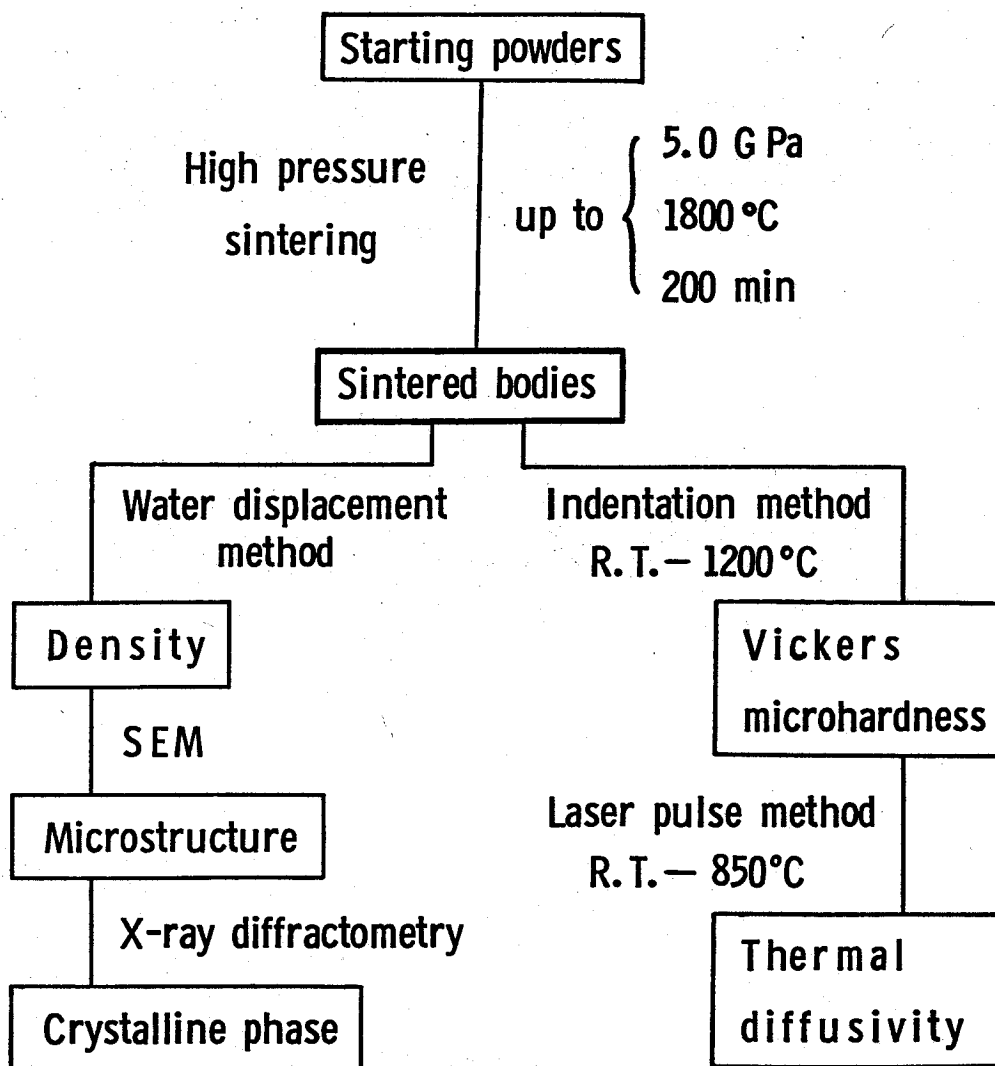 Starting powders
High pressure
sintering
up to
5.0 GPa
1800°C
200 min
Sintered bodies
Water displacement
method
Indentation method
R.T.— 1200°C
Density
Vickers
microhardness
SEM
Microstructure
Laser pulse method
R.T.— 850°C
X-ray diffractometry
Thermal
diffusivity
Crystalline phase